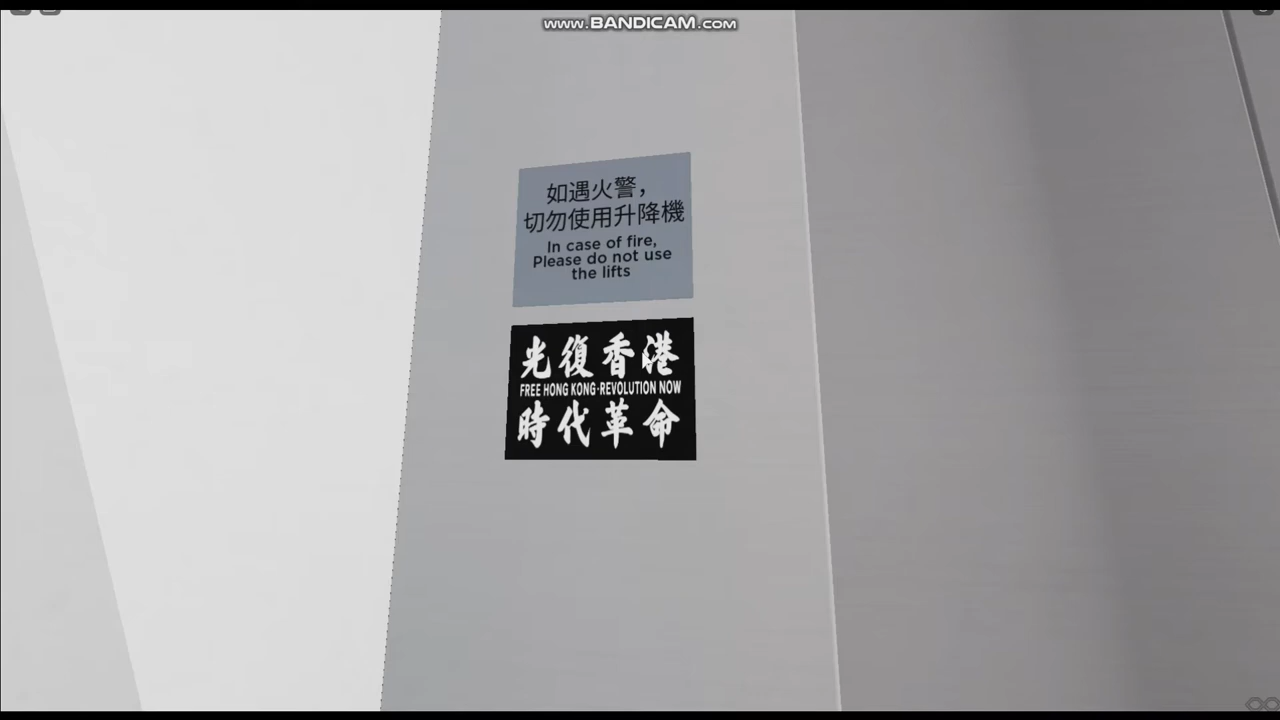 www.BANDICAM.com
如遇火警，
切勿使用升降機
In case of fire,
Please do not use
the lifts
光復香港
FREE HONG KONG·REVOLUTION NOW
時代革命